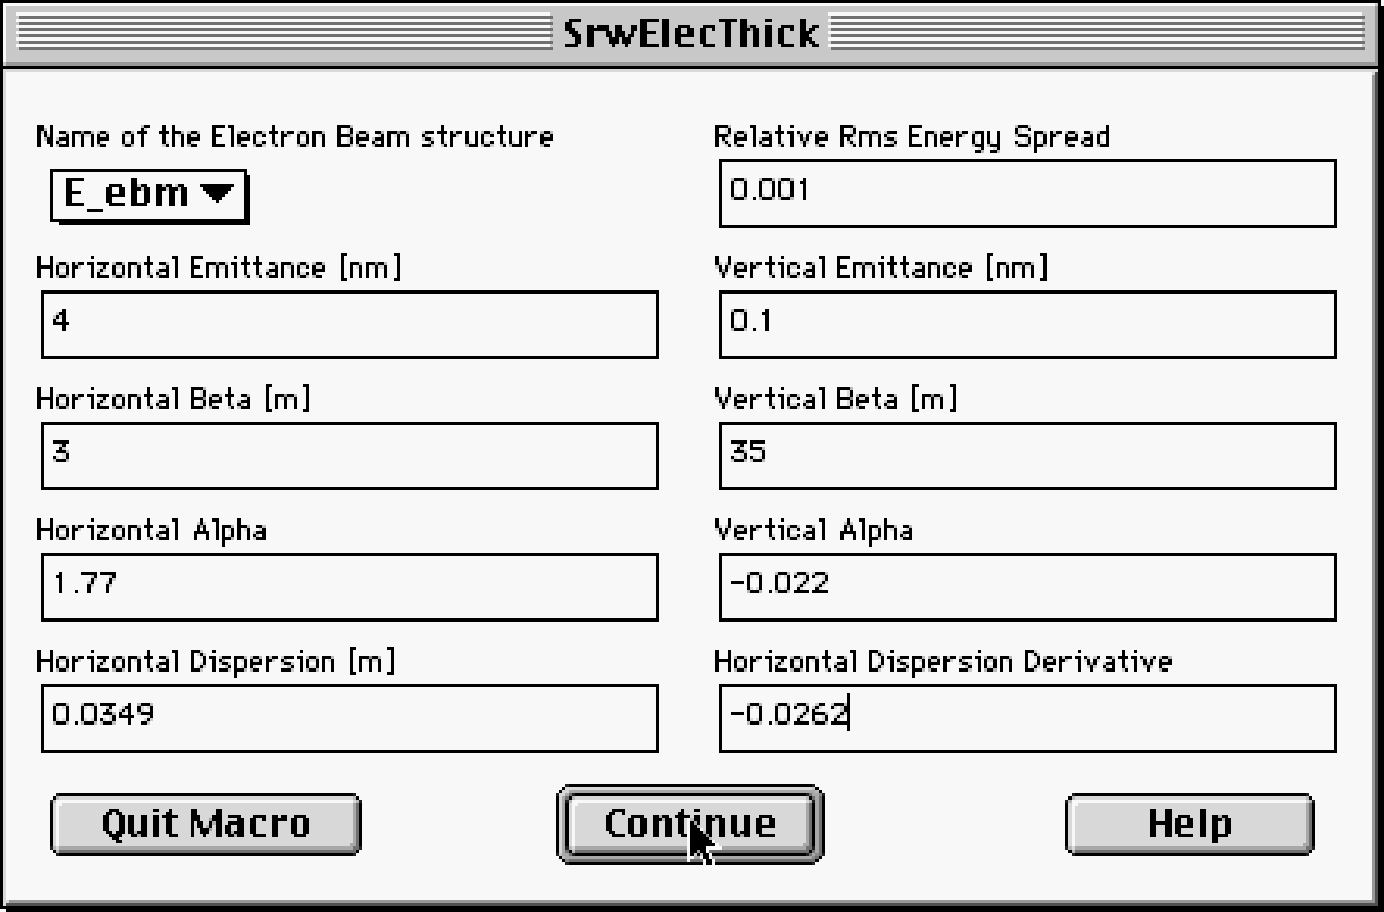 SrwElecThick
Name of the Electron Beam structure
E_ebm
Relative Rms Energy Spread
0.001
Horizontal Emittance [nm]
4
Vertical Emittance [nm]
0.1
Horizontal Beta [m]
3
Vertical Beta [m]
35
Horizontal Alpha
1.77
Vertical Alpha
-0.022
Horizontal Dispersion [m]
0.0349
Horizontal Dispersion Derivative
-0.0262
Quit Macro
Continue
Help